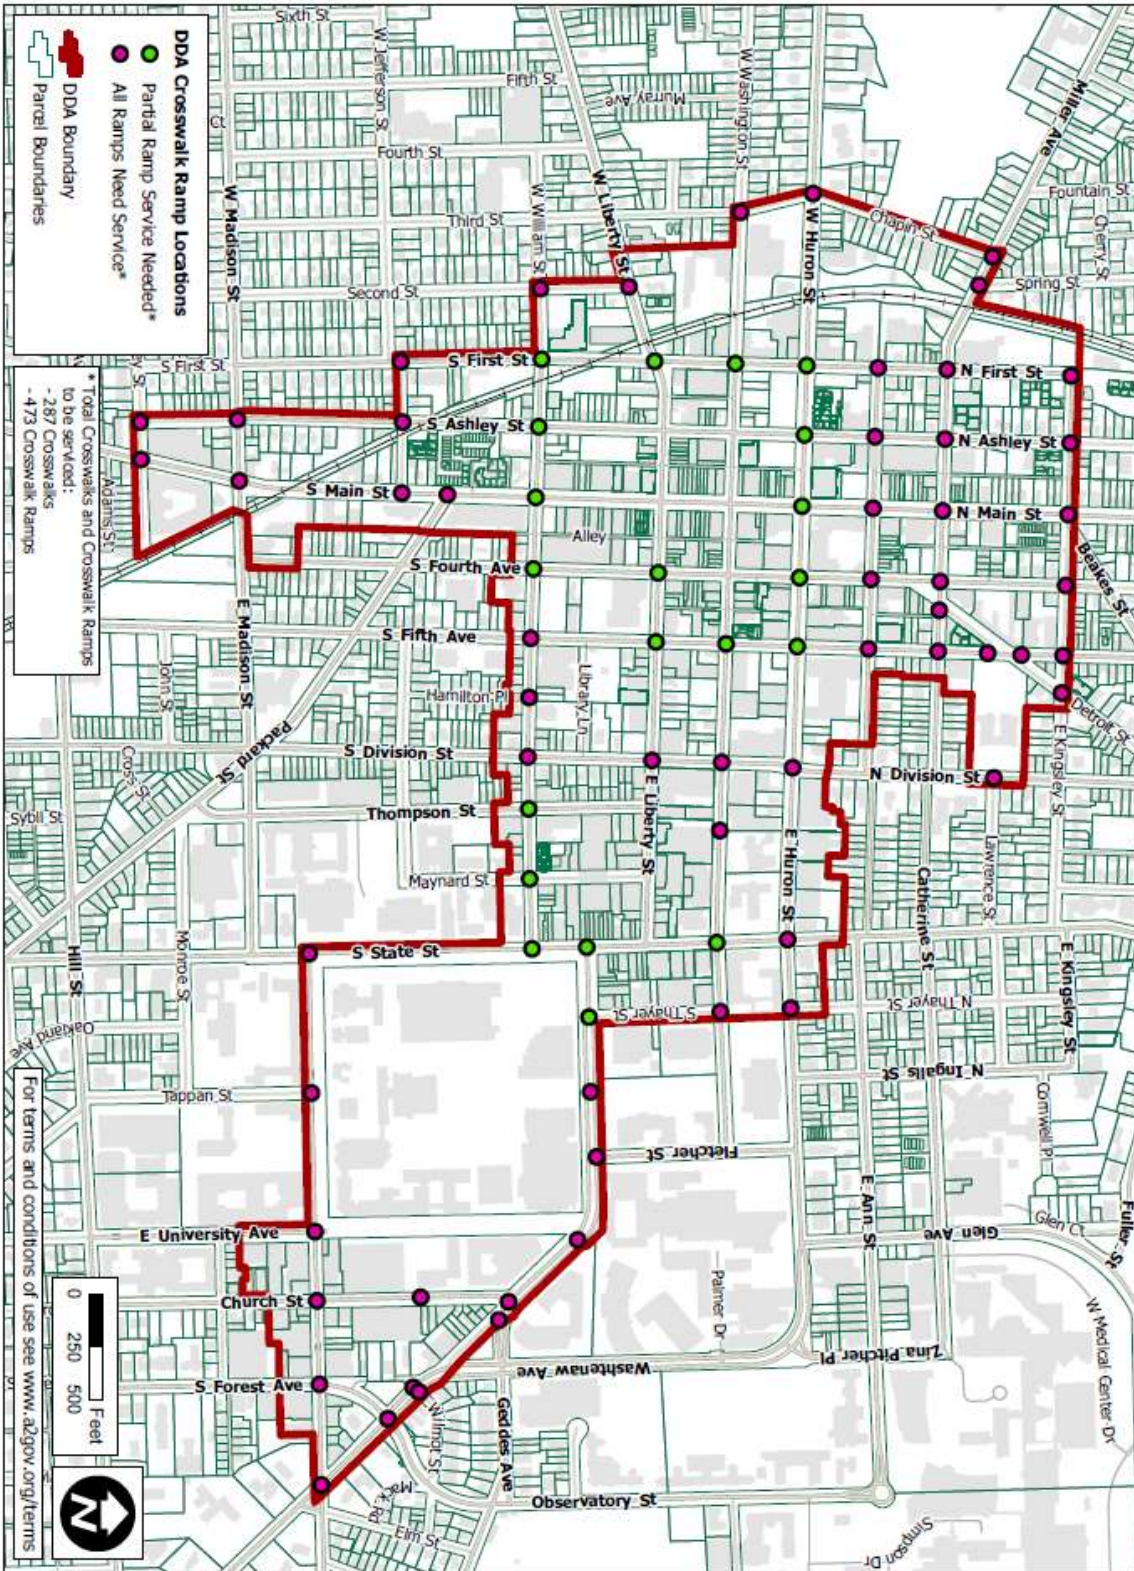 DDA Crosswalk Ramp Locations
Partial Ramp Service Needed*
All Ramps Need Service*
DDA Boundary
Parcel Boundaries
* Total Crosswalks and Crosswalk Ramps
to be serviced:
- 287 Crosswalks
- 473 Crosswalk Ramps
For terms and conditions of use see www.a2gov.org/terms
0 250 500
Feet
N
Sixth St
W Jefferson St
Fifth St
Murray Ave
W Washington St
Miller Ave
Ct
Fourth St
W Madison St
Third St
W William St
W Liberty St
W Huron St
Chapin St
Fountain St
Cherry St
Spring St
Second St
S First St
S First St
N First St
S Ashley St
N Ashley St
S Main St
N Main St
Adams St
Alley
Beakes St
S Fourth Ave
E Madison St
S Fifth Ave
John St
Hamilton Pl
Library Ln
Detroit St
Packard St
S Division St
N Division St
E Kingsley St
Cross St
Sybil St
Thompson St
E Liberty St
E Huron St
Lawrence St
Maynard St
Catherine St
Hill St
Monroe St
S State St
E Kingsley St
Oakland Ave
S Thayer St
N Thayer St
N Ingalls St
Tappan St
Cornwell Pl
Fletcher St
E University Ave
E Ann St
Glen Ave
Glen Ct
Fuller St
Church St
Palmer Dr
W Medical Center Dr
S Forest Ave
Washtenaw Ave
Zina Pitcher Pl
Wilmot St
Geddes Ave
Observatory St
Mack Rd
Elm St
Simpson Dr